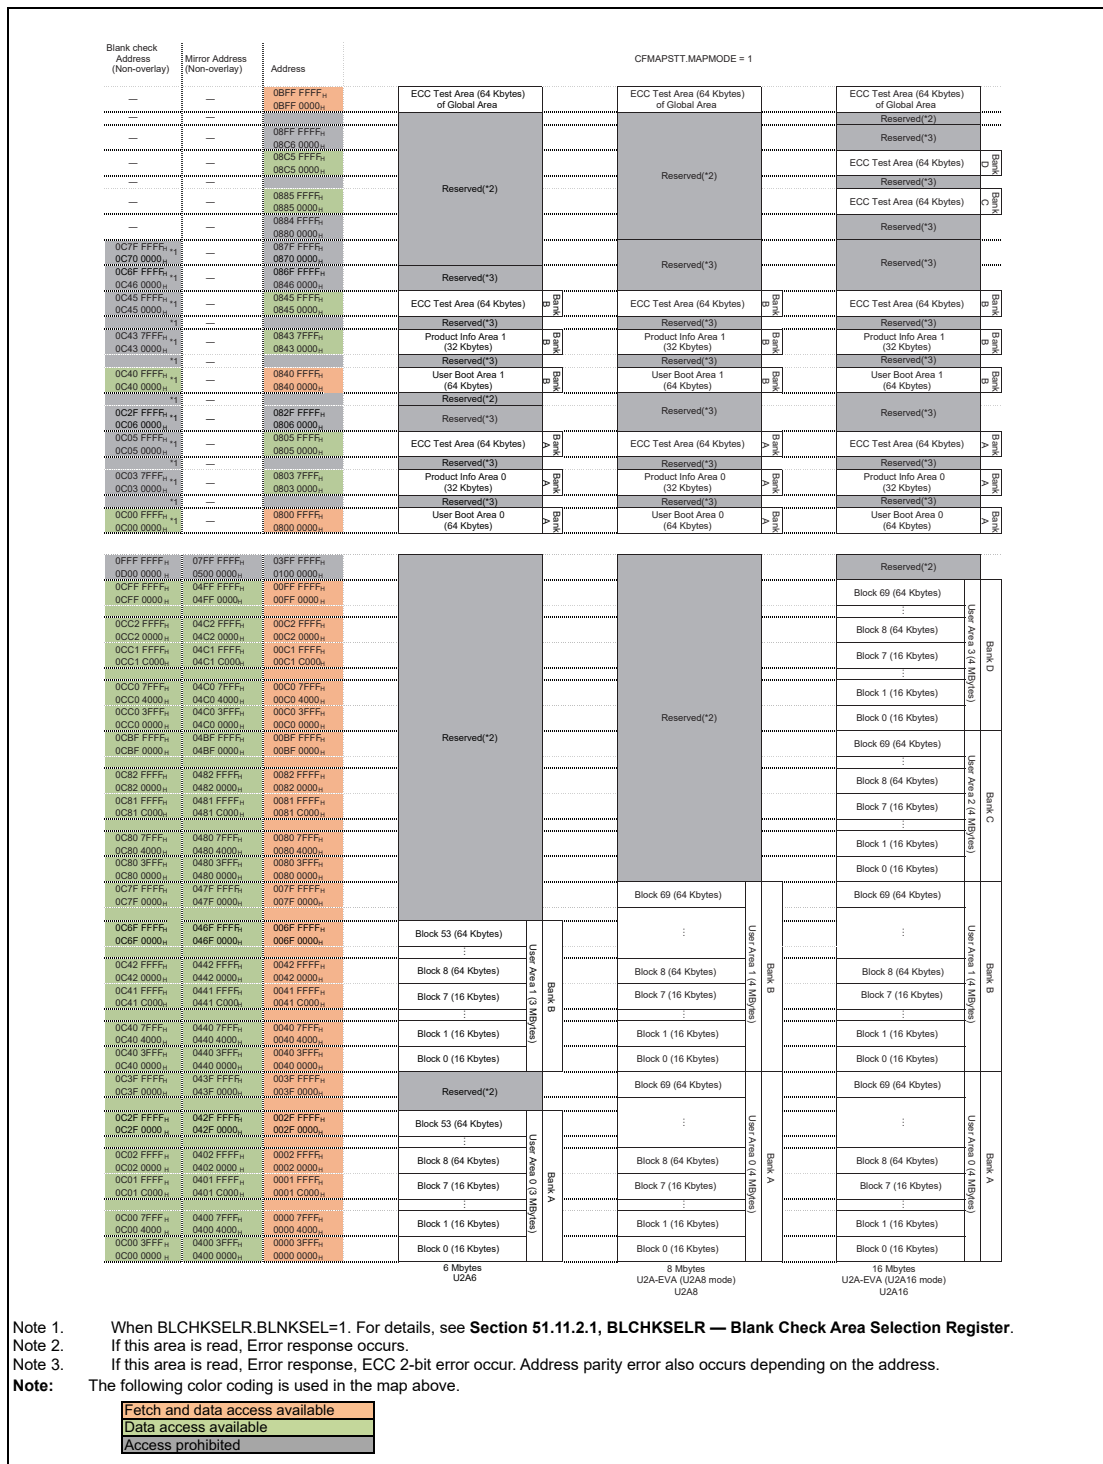 Blank check
Address
(Non-overlay)
Mirror Address
(Non-overlay)
Address
CFMAPSTT.MAPMODE = 1
— — 0BFF FFFFH ECC Test Area (64 Kbytes) ECC Test Area (64 Kbytes) ECC Test Area (64 Kbytes)
0BFF 0000H of Global Area of Global Area of Global Area
— — Reserved(*2)
— — 08FF FFFFH Reserved(*3)
08C6 0000H
— — 08C5 FFFFH ECC Test Area (64 Kbytes) Bank D
08C5 0000H
— — Reserved(*2) Reserved(*2) Reserved(*3)
— — 0885 FFFFH ECC Test Area (64 Kbytes) Bank C
0885 0000H
— — 0884 FFFFH Reserved(*3)
0880 0000H
0C7F FFFFH *1 — 087F FFFFH Reserved(*3) Reserved(*3)
0C70 0000H 0870 0000H
0C6F FFFFH *1 — 086F FFFFH Reserved(*3)
0C46 0000H 0846 0000H
0C45 FFFFH *1 — 0845 FFFFH ECC Test Area (64 Kbytes) Bank B ECC Test Area (64 Kbytes) Bank B ECC Test Area (64 Kbytes) Bank B
0C45 0000H 0845 0000H
*1 — Reserved(*3) Reserved(*3) Reserved(*3)
0C43 7FFFH *1 — 0843 7FFFH Product Info Area 1 Bank B Product Info Area 1 Bank B Product Info Area 1 Bank B
0C43 0000H 0843 0000H (32 Kbytes) (32 Kbytes) (32 Kbytes)
*1 — Reserved(*3) Reserved(*3) Reserved(*3)
0C40 FFFFH *1 — 0840 FFFFH User Boot Area 1 Bank B User Boot Area 1 Bank B User Boot Area 1 Bank B
0C40 0000H 0840 0000H (64 Kbytes) (64 Kbytes) (64 Kbytes)
*1 — Reserved(*2)
0C2F FFFFH *1 — 082F FFFFH Reserved(*3) Reserved(*3) Reserved(*3)
0C06 0000H 0806 0000H
0C05 FFFFH *1 — 0805 FFFFH ECC Test Area (64 Kbytes) Bank A ECC Test Area (64 Kbytes) Bank A ECC Test Area (64 Kbytes) Bank A
0C05 0000H 0805 0000H
*1 — Reserved(*3) Reserved(*3) Reserved(*3)
0C03 7FFFH *1 — 0803 7FFFH Product Info Area 0 Bank A Product Info Area 0 Bank A Product Info Area 0 Bank A
0C03 0000H 0803 0000H (32 Kbytes) (32 Kbytes) (32 Kbytes)
*1 — Reserved(*3) Reserved(*3) Reserved(*3)
0C00 FFFFH *1 — 0800 FFFFH User Boot Area 0 Bank A User Boot Area 0 Bank A User Boot Area 0 Bank A
0C00 0000H 0800 0000H (64 Kbytes) (64 Kbytes) (64 Kbytes)
0FFF FFFFH 07FF FFFFH 03FF FFFFH Reserved(*2)
0D00 0000H 0500 0000H 0100 0000H
0CFF FFFFH 04FF FFFFH 00FF FFFFH Block 69 (64 Kbytes)
0CFF 0000H 04FF 0000H 00FF 0000H
⋮
0CC2 FFFFH 04C2 FFFFH 00C2 FFFFH Block 8 (64 Kbytes)
0CC2 0000H 04C2 0000H 00C2 0000H
0CC1 FFFFH 04C1 FFFFH 00C1 FFFFH Block 7 (16 Kbytes) User Area 3 (4 MBytes) Bank D
0CC1 C000H 04C1 C000H 00C1 C000H
⋮
0CC0 7FFFH 04C0 7FFFH 00C0 7FFFH Block 1 (16 Kbytes)
0CC0 4000H 04C0 4000H 00C0 4000H
0CC0 3FFFH 04C0 3FFFH 00C0 3FFFH Reserved(*2) Block 0 (16 Kbytes)
0CC0 0000H 04C0 0000H 00C0 0000H
0CBF FFFFH 04BF FFFFH 00BF FFFFH Reserved(*2) Block 69 (64 Kbytes)
0CBF 0000H 04BF 0000H 00BF 0000H
⋮
0C82 FFFFH 0482 FFFFH 0082 FFFFH Block 8 (64 Kbytes)
0C82 0000H 0482 0000H 0082 0000H
0C81 FFFFH 0481 FFFFH 0081 FFFFH Block 7 (16 Kbytes) User Area 2 (4 MBytes) Bank C
0C81 C000H 0481 C000H 0081 C000H
⋮
0C80 7FFFH 0480 7FFFH 0080 7FFFH Block 1 (16 Kbytes)
0C80 4000H 0480 4000H 0080 4000H
0C80 3FFFH 0480 3FFFH 0080 3FFFH Block 0 (16 Kbytes)
0C80 0000H 0480 0000H 0080 0000H
0C7F FFFFH 047F FFFFH 007F FFFFH Block 69 (64 Kbytes) Block 69 (64 Kbytes)
0C7F 0000H 047F 0000H 007F 0000H
0C6F FFFFH 046F FFFFH 006F FFFFH Block 53 (64 Kbytes) ⋮ ⋮
0C6F 0000H 046F 0000H 006F 0000H
⋮
0C42 FFFFH 0442 FFFFH 0042 FFFFH Block 8 (64 Kbytes) Block 8 (64 Kbytes) Block 8 (64 Kbytes)
0C42 0000H 0442 0000H 0042 0000H
0C41 FFFFH 0441 FFFFH 0041 FFFFH Block 7 (16 Kbytes) User Area 1 (3 MBytes) Bank B Block 7 (16 Kbytes) User Area 1 (4 MBytes) Bank B Block 7 (16 Kbytes) User Area 1 (4 MBytes) Bank B
0C41 C000H 0441 C000H 0041 C000H
⋮ ⋮ ⋮
0C40 7FFFH 0440 7FFFH 0040 7FFFH Block 1 (16 Kbytes) Block 1 (16 Kbytes) Block 1 (16 Kbytes)
0C40 4000H 0440 4000H 0040 4000H
0C40 3FFFH 0440 3FFFH 0040 3FFFH Block 0 (16 Kbytes) Block 0 (16 Kbytes) Block 0 (16 Kbytes)
0C40 0000H 0440 0000H 0040 0000H
0C3F FFFFH 043F FFFFH 003F FFFFH Reserved(*2) Block 69 (64 Kbytes) Block 69 (64 Kbytes)
0C3F 0000H 043F 0000H 003F 0000H
0C2F FFFFH 042F FFFFH 002F FFFFH Block 53 (64 Kbytes) ⋮ ⋮
0C2F 0000H 042F 0000H 002F 0000H
⋮
0C02 FFFFH 0402 FFFFH 0002 FFFFH Block 8 (64 Kbytes) Block 8 (64 Kbytes) Block 8 (64 Kbytes)
0C02 0000H 0402 0000H 0002 0000H
0C01 FFFFH 0401 FFFFH 0001 FFFFH Block 7 (16 Kbytes) User Area 0 (3 MBytes) Bank A Block 7 (16 Kbytes) User Area 0 (4 MBytes) Bank A Block 7 (16 Kbytes) User Area 0 (4 MBytes) Bank A
0C01 C000H 0401 C000H 0001 C000H
⋮ ⋮ ⋮
0C00 7FFFH 0400 7FFFH 0000 7FFFH Block 1 (16 Kbytes) Block 1 (16 Kbytes) Block 1 (16 Kbytes)
0C00 4000H 0400 4000H 0000 4000H
0C00 3FFFH 0400 3FFFH 0000 3FFFH Block 0 (16 Kbytes) Block 0 (16 Kbytes) Block 0 (16 Kbytes)
0C00 0000H 0400 0000H 0000 0000H
6 Mbytes 8 Mbytes 16 Mbytes
U2A6 U2A-EVA (U2A8 mode) U2A-EVA (U2A16 mode)
U2A8 U2A16
Note 1. When BLCHKSELR.BLNKSEL=1. For details, see Section 51.11.2.1, BLCHKSELR — Blank Check Area Selection Register.
Note 2. If this area is read, Error response occurs.
Note 3. If this area is read, Error response, ECC 2-bit error occur. Address parity error also occurs depending on the address.
Note: The following color coding is used in the map above.
Fetch and data access available
Data access available
Access prohibited